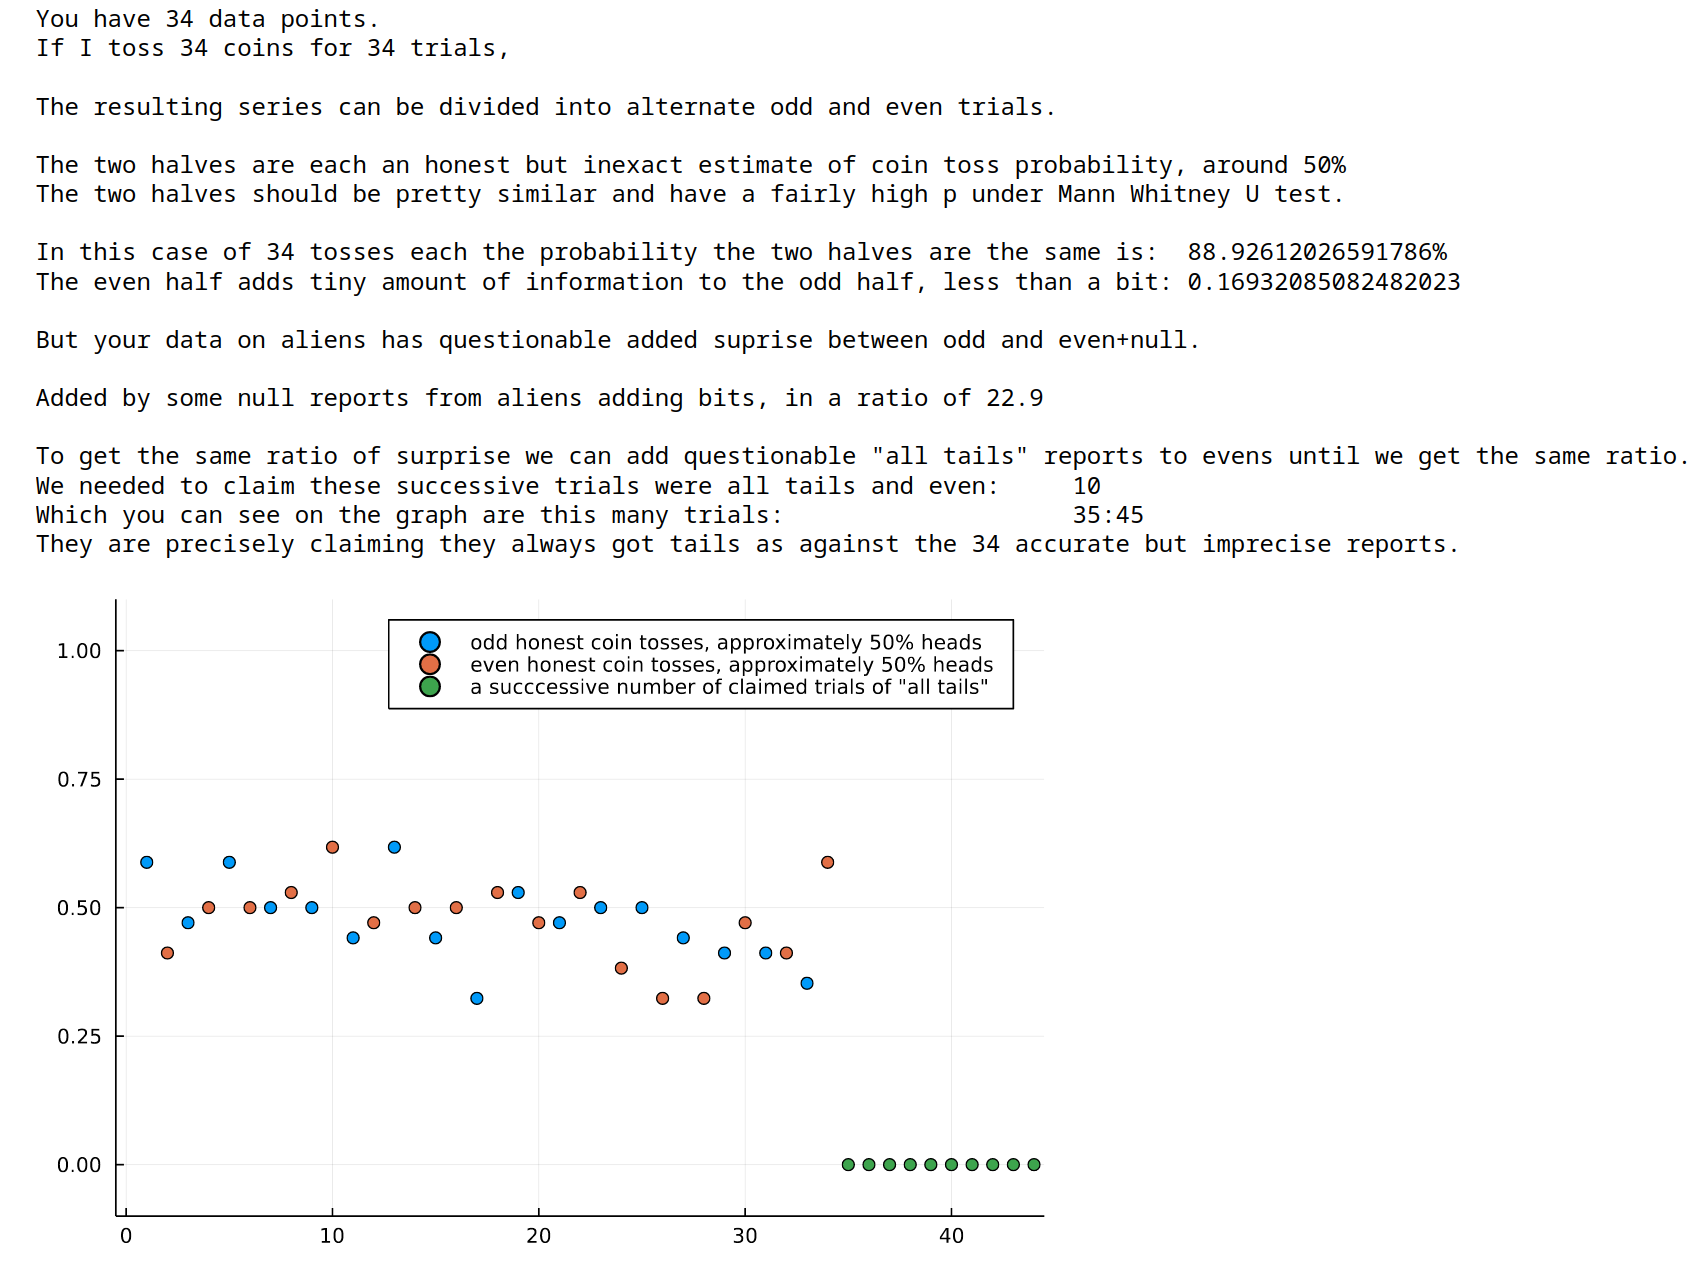 You have 34 data points.
If I toss 34 coins for 34 trials,
The resulting series can be divided into alternate odd and even trials.
The two halves are each an honest but inexact estimate of coin toss probability, around 50%
The two halves should be pretty similar and have a fairly high p under Mann Whitney U test.
In this case of 34 tosses each the probability the two halves are the same is:  88.92612026591786%
The even half adds tiny amount of information to the odd half, less than a bit: 0.16932085082482023
But your data on aliens has questionable added suprise between odd and even+null.
Added by some null reports from aliens adding bits, in a ratio of 22.9
To get the same ratio of surprise we can add questionable "all tails" reports to evens until we get the same ratio.
We needed to claim these successive trials were all tails and even:     10
Which you can see on the graph are this many trials:                    35:45
They are precisely claiming they always got tails as against the 34 accurate but imprecise reports.
odd honest coin tosses, approximately 50% heads
even honest coin tosses, approximately 50% heads
a succcessive number of claimed trials of "all tails"
1.00
0.75
0.50
0.25
0.00
0 10 20 30 40